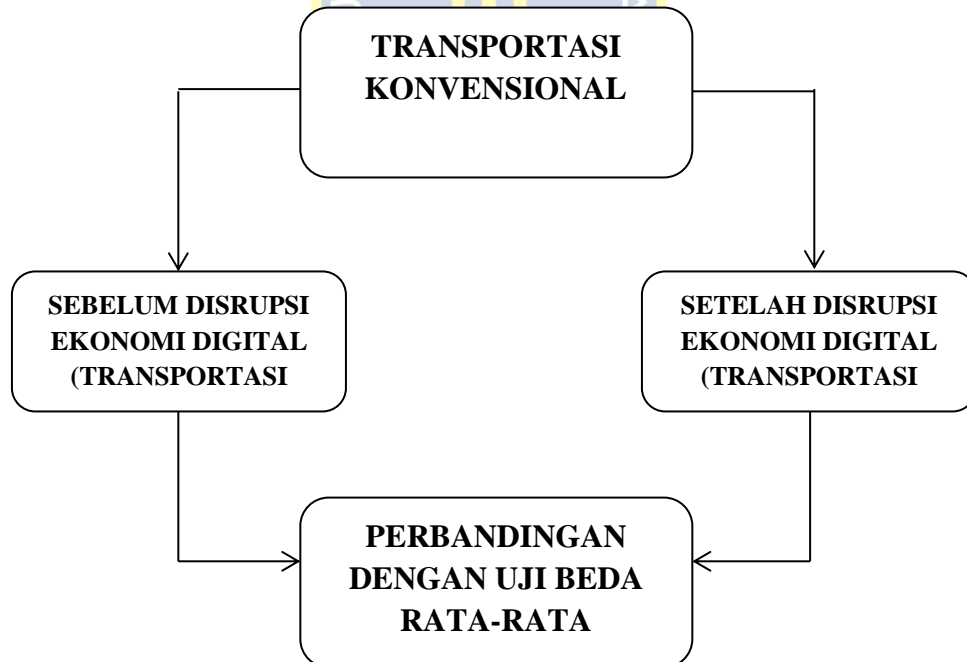 TRANSPORTASI
KONVENSIONAL
SEBELUM DISRUPSI
EKONOMI DIGITAL
(TRANSPORTASI
SETELAH DISRUPSI
EKONOMI DIGITAL
(TRANSPORTASI
PERBANDINGAN
DENGAN UJI BEDA
RATA-RATA